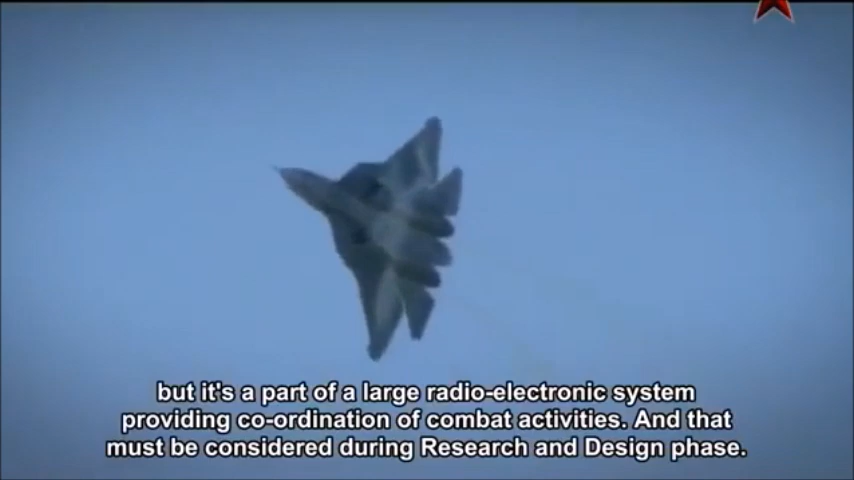 but it's a part of a large radio-electronic system
providing co-ordination of combat activities. And that
must be considered during Research and Design phase.